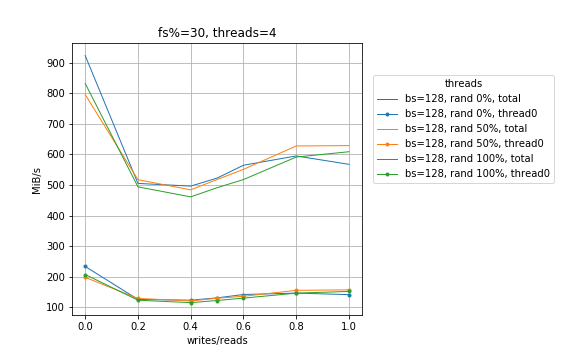 fs%=30, threads=4
900
800
700
600
500
400
300
200
100
MiB/s
0.0 0.2 0.4 0.6 0.8 1.0
writes/reads
threads
bs=128, rand 0%, total
bs=128, rand 0%, thread0
bs=128, rand 50%, total
bs=128, rand 50%, thread0
bs=128, rand 100%, total
bs=128, rand 100%, thread0